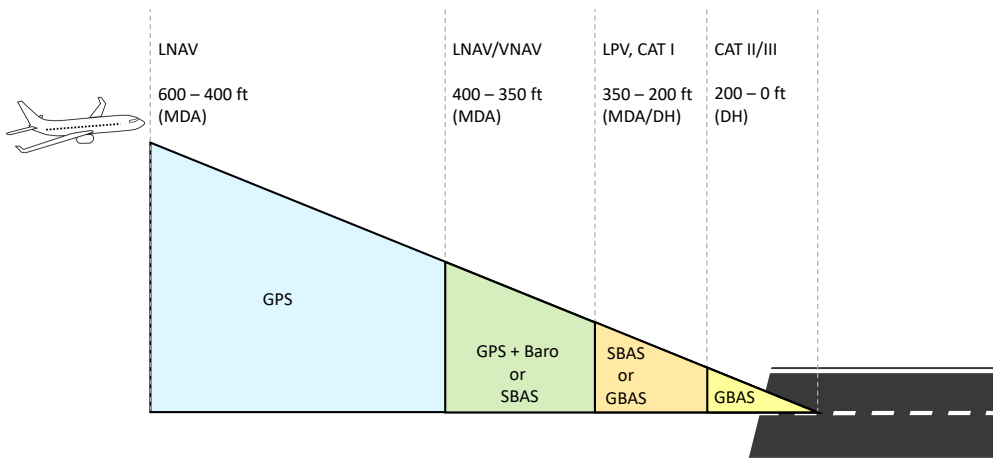 LNAV
600 – 400 ft
(MDA)
LNAV/VNAV
400 – 350 ft
(MDA)
LPV, CAT I
350 – 200 ft
(MDA/DH)
CAT II/III
200 – 0 ft
(DH)
GPS
GPS + Baro
or
SBAS
SBAS
or
GBAS
GBAS